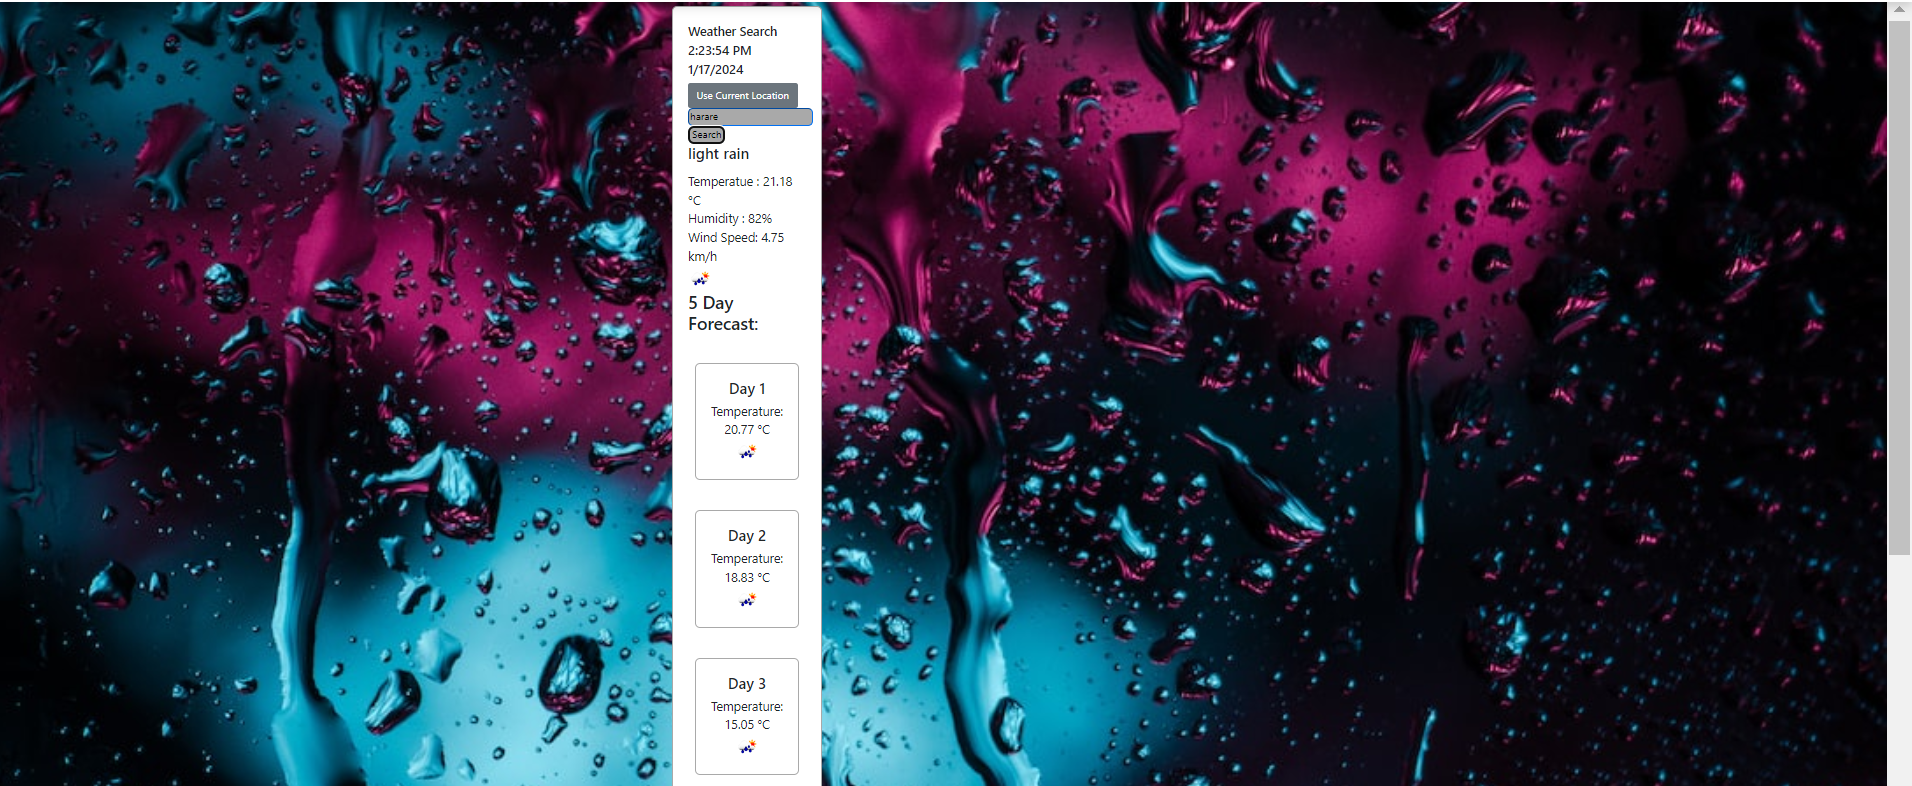 Weather Search
2:23:54 PM
1/17/2024
Use Current Location
harare
Search
light rain
Temperatue : 21.18
°C
Humidity : 82%
Wind Speed: 4.75
km/h
5 Day
Forecast:
Day 1
Temperature:
20.77 °C
Day 2
Temperature:
18.83 °C
Day 3
Temperature:
15.05 °C